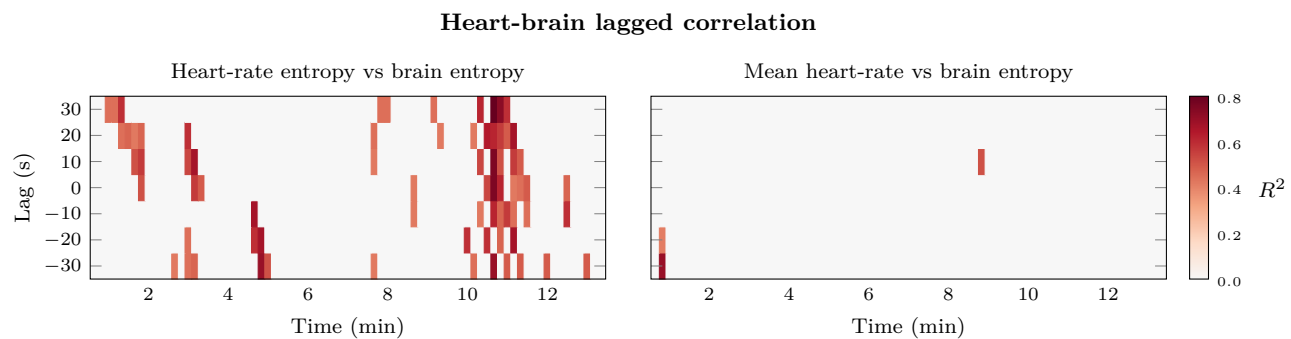 Heart-brain lagged correlation
Heart-rate entropy vs brain entropy
Mean heart-rate vs brain entropy
Lag (s)
30
20
10
0
−10
−20
−30
2 4 6 8 10 12
Time (min)
2 4 6 8 10 12
Time (min)
0.8
0.6
0.4
0.2
0.0
R²